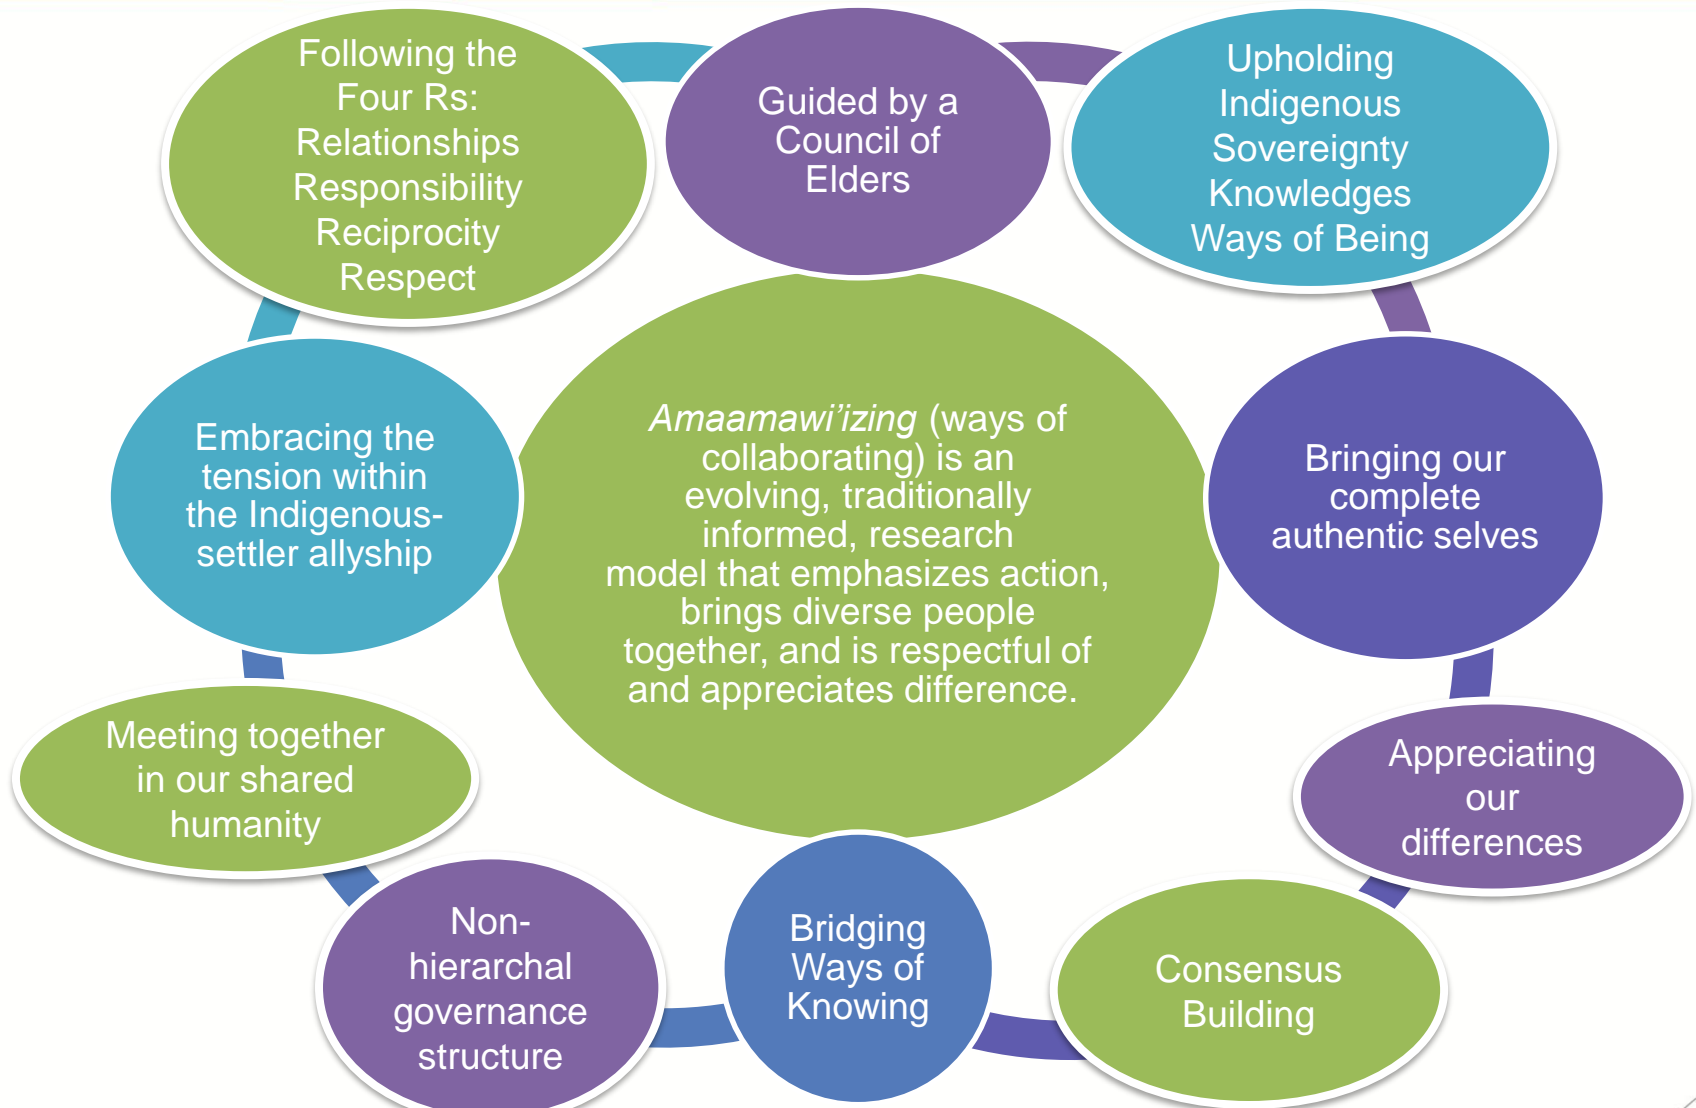 Following the
Four Rs:
Relationships
Responsibility
Reciprocity
Respect
Guided by a
Council of
Elders
Upholding
Indigenous
Sovereignty
Knowledges
Ways of Being
Embracing the
tension within
the Indigenous-
settler allyship
Amaamawi’izing (ways of
collaborating) is an
evolving, traditionally
informed, research
model that emphasizes action,
brings diverse people
together, and is respectful of
and appreciates difference.
Bringing our
complete
authentic selves
Meeting together
in our shared
humanity
Appreciating
our
differences
Non-
hierarchal
governance
structure
Bridging
Ways of
Knowing
Consensus
Building